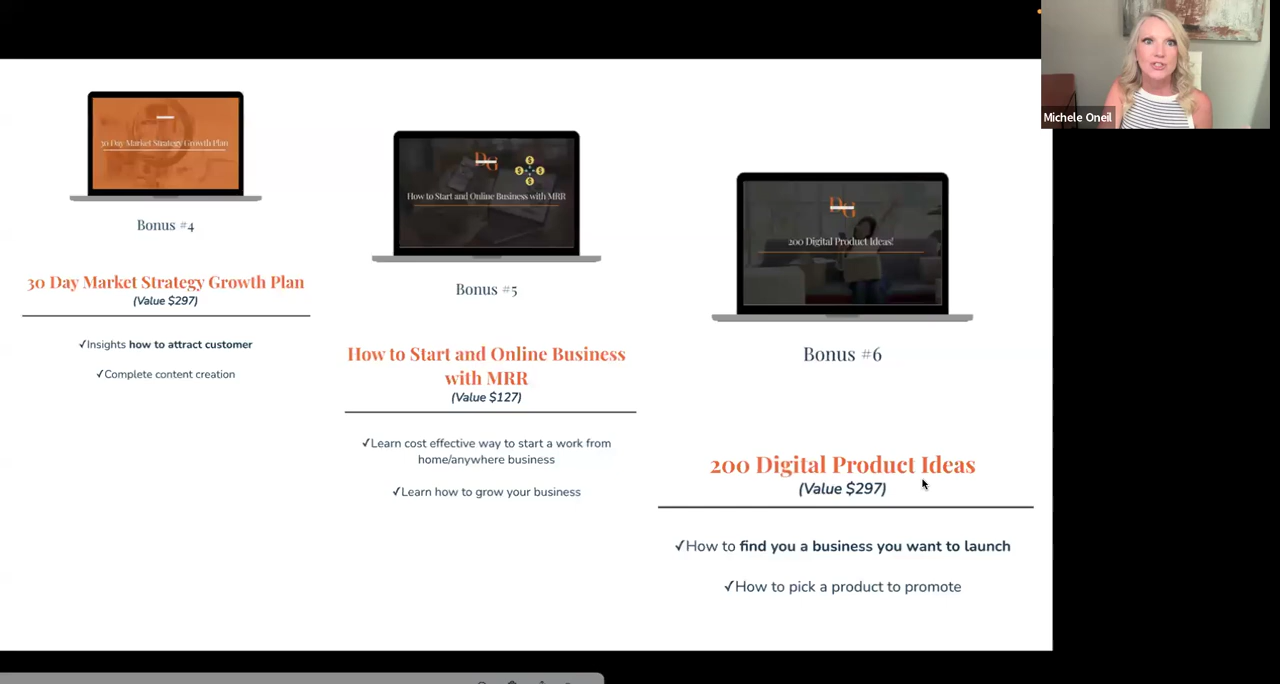 Michele Oneil
30 Day Market Strategy Growth Plan
Bonus #4
30 Day Market Strategy Growth Plan
(Value $297)
✓Insights how to attract customer
✓Complete content creation
DG
How to Start and Online Business with MRR
Bonus #5
How to Start and Online Business
with MRR
(Value $127)
✓Learn cost effective way to start a work from
home/anywhere business
✓Learn how to grow your business
DG
200 Digital Product Ideas!
Bonus #6
200 Digital Product Ideas
(Value $297)
✓How to find you a business you want to launch
✓How to pick a product to promote